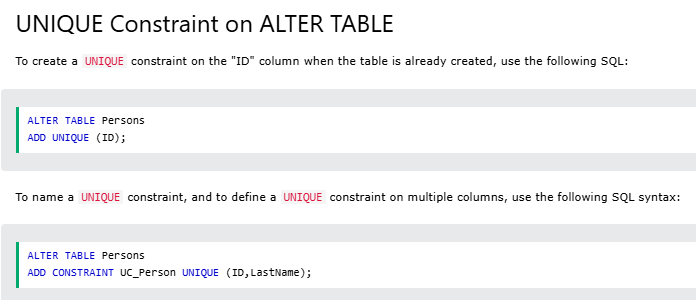 UNIQUE Constraint on ALTER TABLE
To create a UNIQUE constraint on the "ID" column when the table is already created, use the following SQL:
ALTER TABLE Persons
ADD UNIQUE (ID);
To name a UNIQUE constraint, and to define a UNIQUE constraint on multiple columns, use the following SQL syntax:
ALTER TABLE Persons
ADD CONSTRAINT UC_Person UNIQUE (ID,LastName);